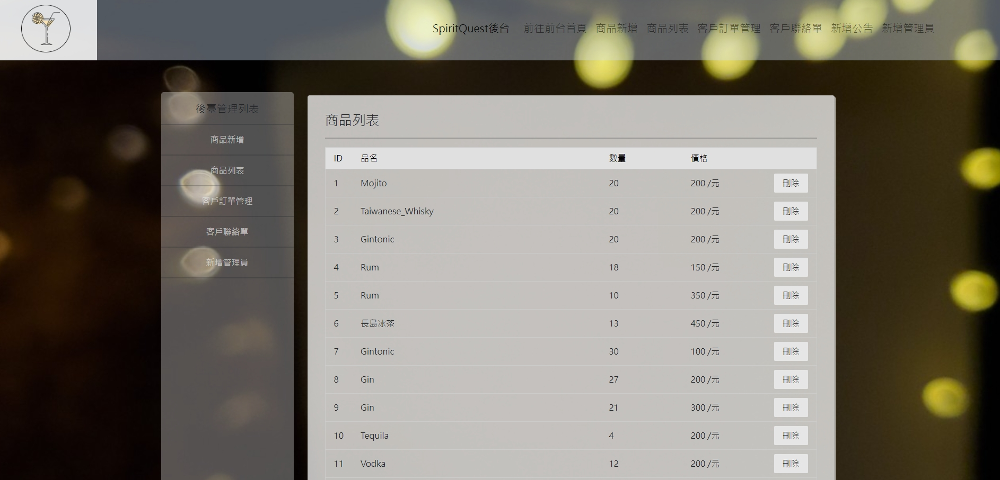 SpiritQuest後台 前往前台首頁 商品新增 商品列表 客戶訂單管理 客戶聯絡單 新增公告 新增管理員
後臺管理列表
商品新增
商品列表
客戶訂單管理
客戶聯絡單
新增管理員
商品列表
ID 品名 數量 價格
1 Mojito 20 200 /元 刪除
2 Taiwanese_Whisky 20 200 /元 刪除
3 Gintonic 20 200 /元 刪除
4 Rum 18 150 /元 刪除
5 Rum 10 350 /元 刪除
6 長島冰茶 13 450 /元 刪除
7 Gintonic 30 100 /元 刪除
8 Gin 27 200 /元 刪除
9 Gin 21 300 /元 刪除
10 Tequila 4 200 /元 刪除
11 Vodka 12 200 /元 刪除